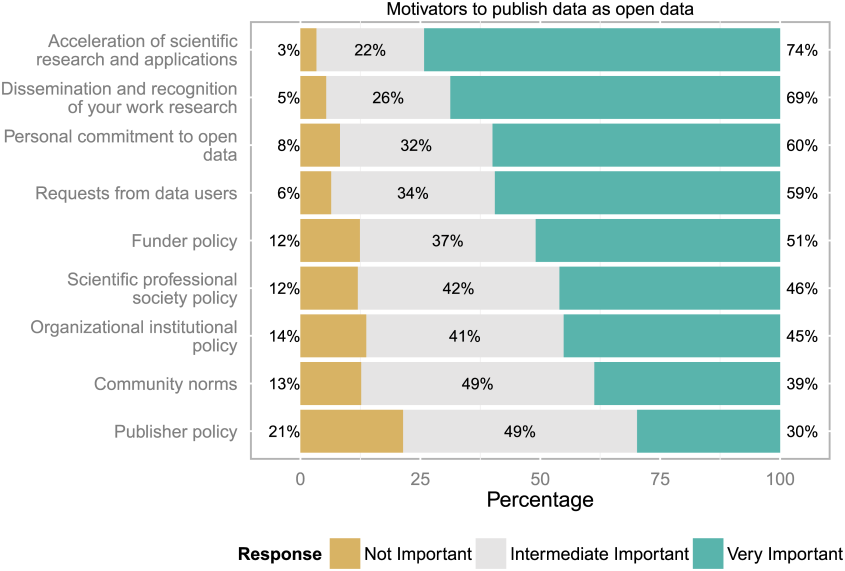 Motivators to publish data as open data
Acceleration of scientific
research and applications
3% 22% 74%
Dissemination and recognition
of your work research
5% 26% 69%
Personal commitment to open
data
8% 32% 60%
Requests from data users
6% 34% 59%
Funder policy
12% 37% 51%
Scientific professional
society policy
12% 42% 46%
Organizational institutional
policy
14% 41% 45%
Community norms
13% 49% 39%
Publisher policy
21% 49% 30%
0 25 50 75 100
Percentage
Response Not Important Intermediate Important Very Important